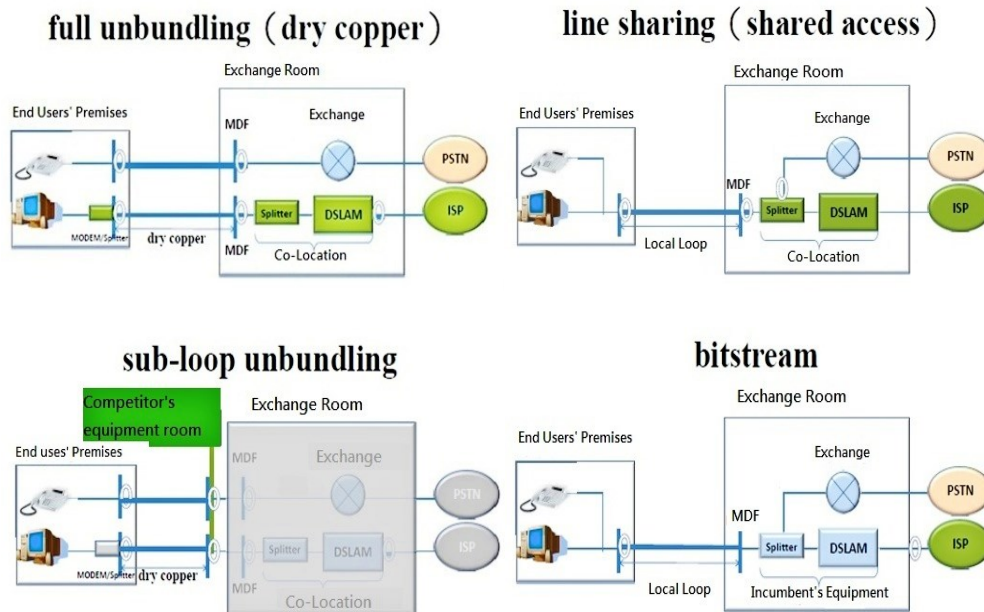 full unbundling（dry copper）
Exchange Room
End Users' Premises
MDF
Exchange
PSTN
Splitter
DSLAM
ISP
MODEM/Splitter
dry copper
MDF
Co-Location
line sharing（shared access）
Exchange Room
End Users' Premises
Exchange
PSTN
MDF
Splitter
DSLAM
ISP
Local Loop
Co-Location
sub-loop unbundling
Competitor's
equipment room
Exchange Room
End uses' Premises
MDF
Exchange
PSTN
Splitter
DSLAM
ISP
MODEM/Splitter
dry copper
MDF
Co-Location
bitstream
Exchange Room
End Users' Premises
Exchange
PSTN
MDF
Splitter
DSLAM
ISP
Local Loop
Incumbent's Equipment